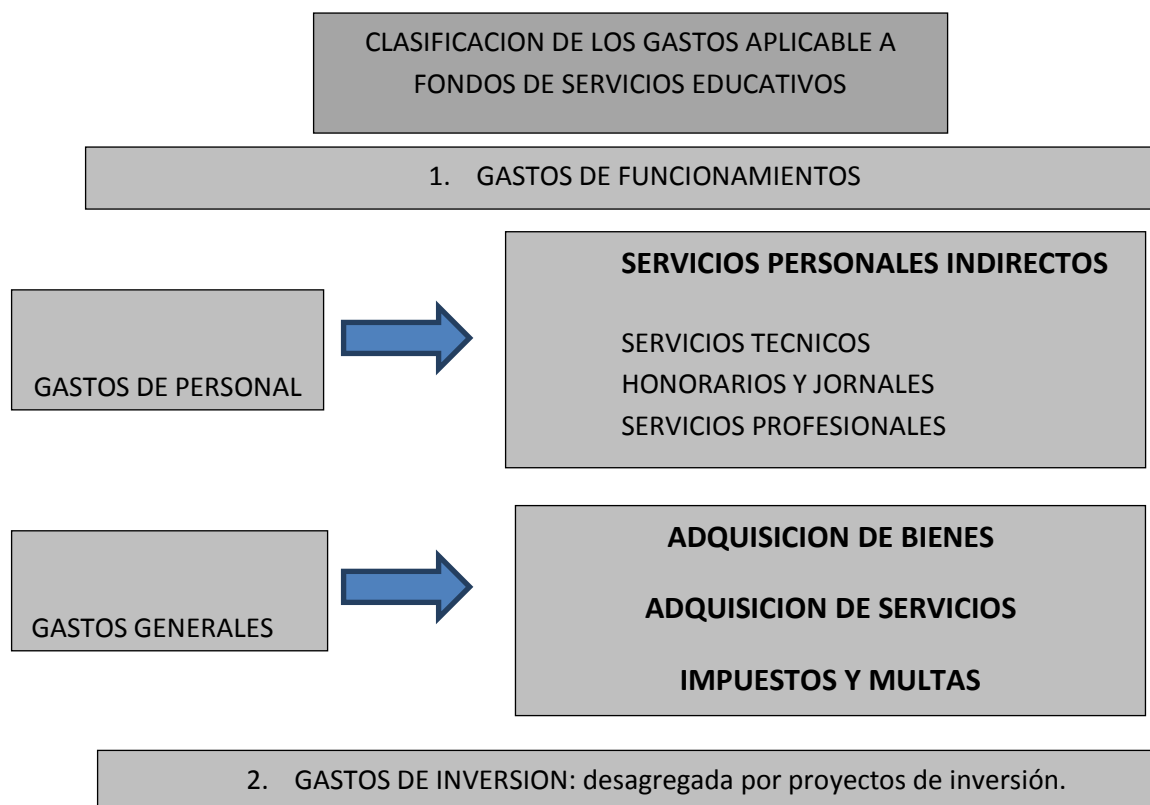 CLASIFICACION DE LOS GASTOS APLICABLE A
FONDOS DE SERVICIOS EDUCATIVOS
1. GASTOS DE FUNCIONAMIENTOS
GASTOS DE PERSONAL
SERVICIOS PERSONALES INDIRECTOS
SERVICIOS TECNICOS
HONORARIOS Y JORNALES
SERVICIOS PROFESIONALES
GASTOS GENERALES
ADQUISICION DE BIENES
ADQUISICION DE SERVICIOS
IMPUESTOS Y MULTAS
2. GASTOS DE INVERSION: desagregada por proyectos de inversión.